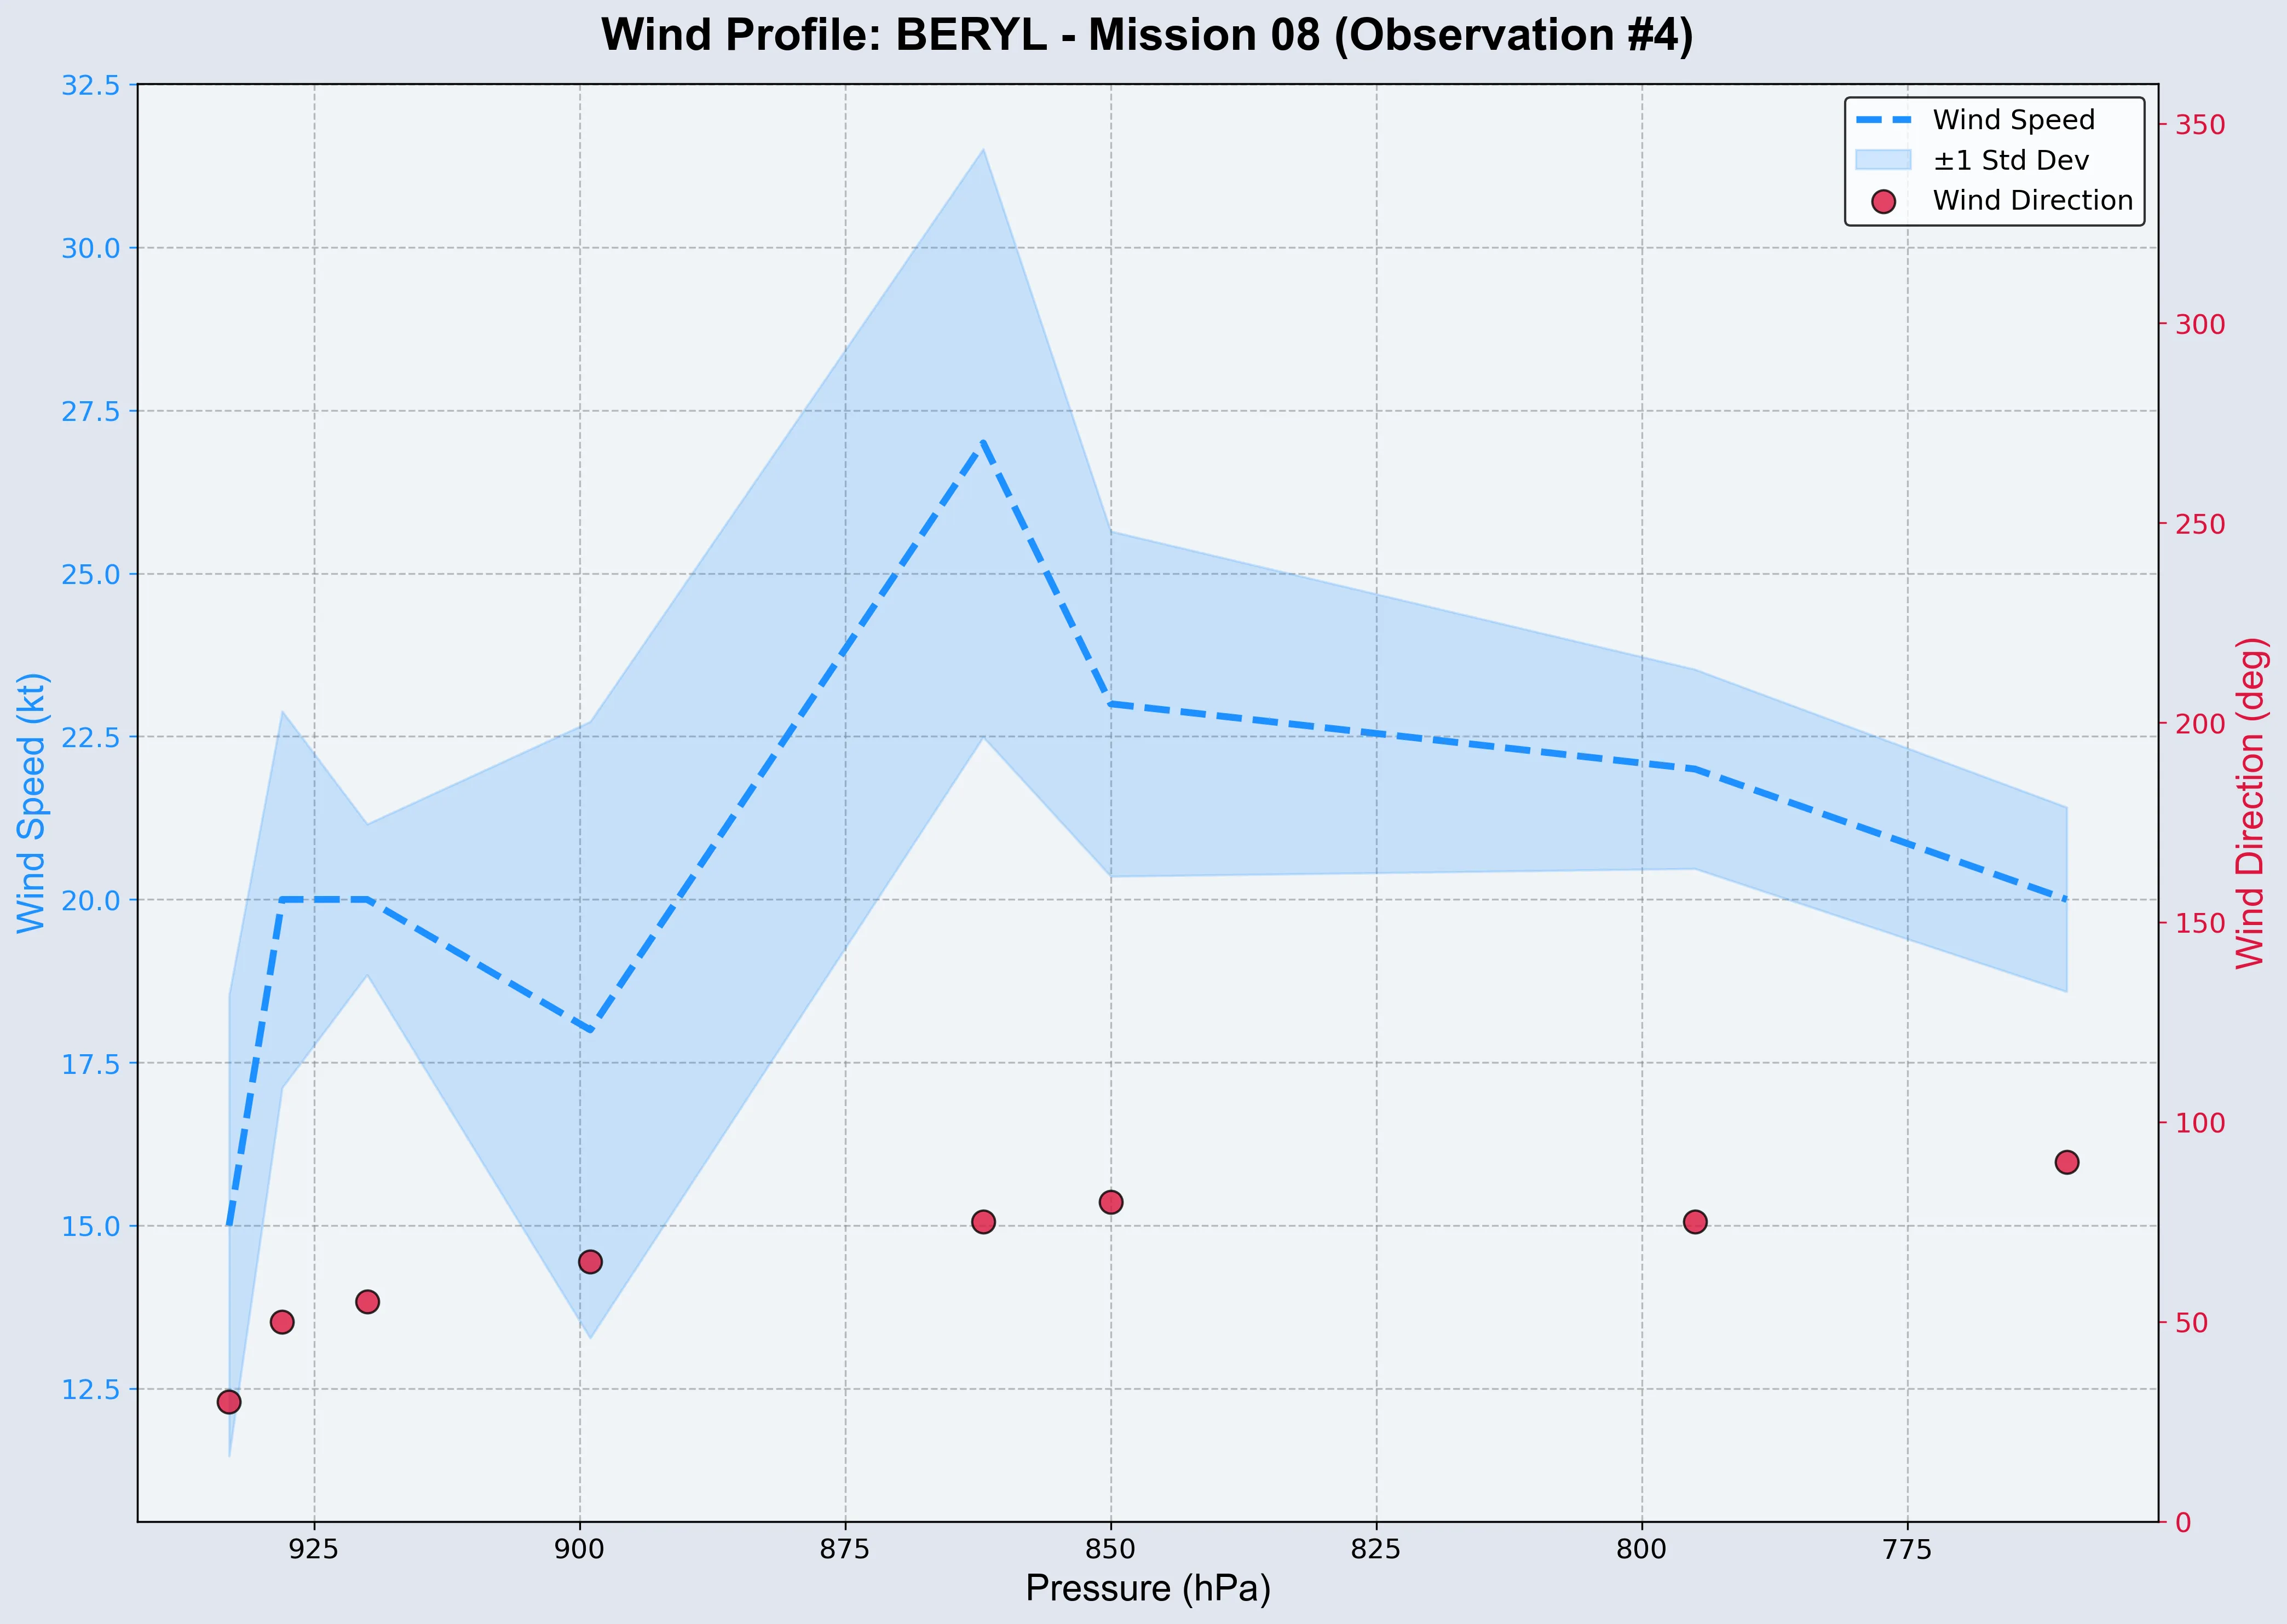 Wind Profile: BERYL - Mission 08 (Observation #4)
32.5
30.0
27.5
25.0
22.5
20.0
17.5
15.0
12.5
Wind Speed (kt)
Wind Speed
±1 Std Dev
Wind Direction
350
300
250
200
150
100
50
0
Wind Direction (deg)
925 900 875 850 825 800 775
Pressure (hPa)